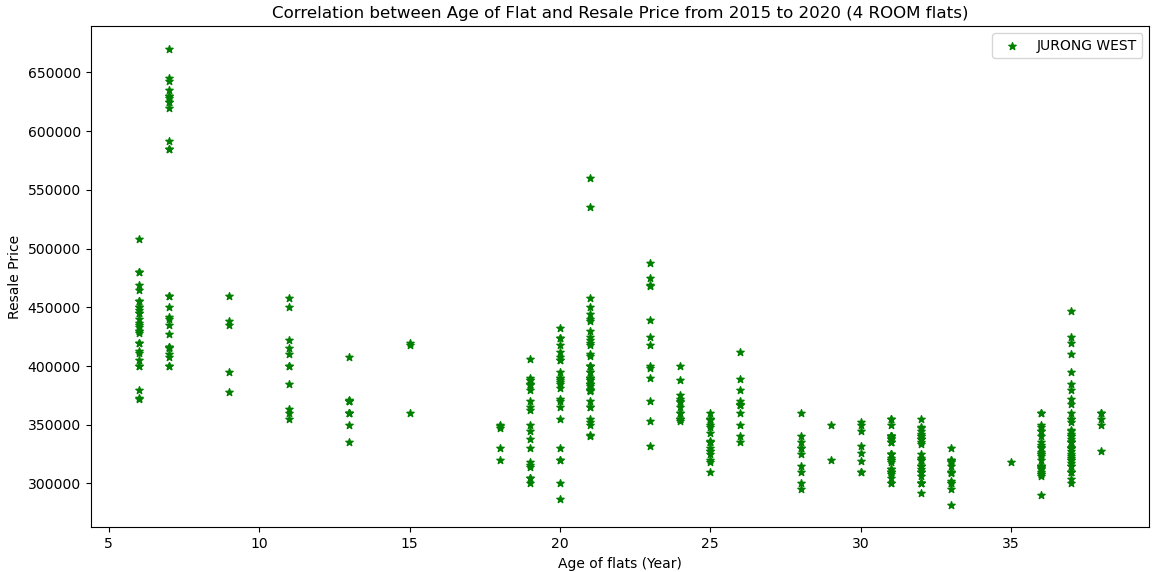 Correlation between Age of Flat and Resale Price from 2015 to 2020 (4 ROOM flats)
JURONG WEST
Resale Price
650000
600000
550000
500000
450000
400000
350000
300000
5 10 15 20 25 30 35
Age of flats (Year)